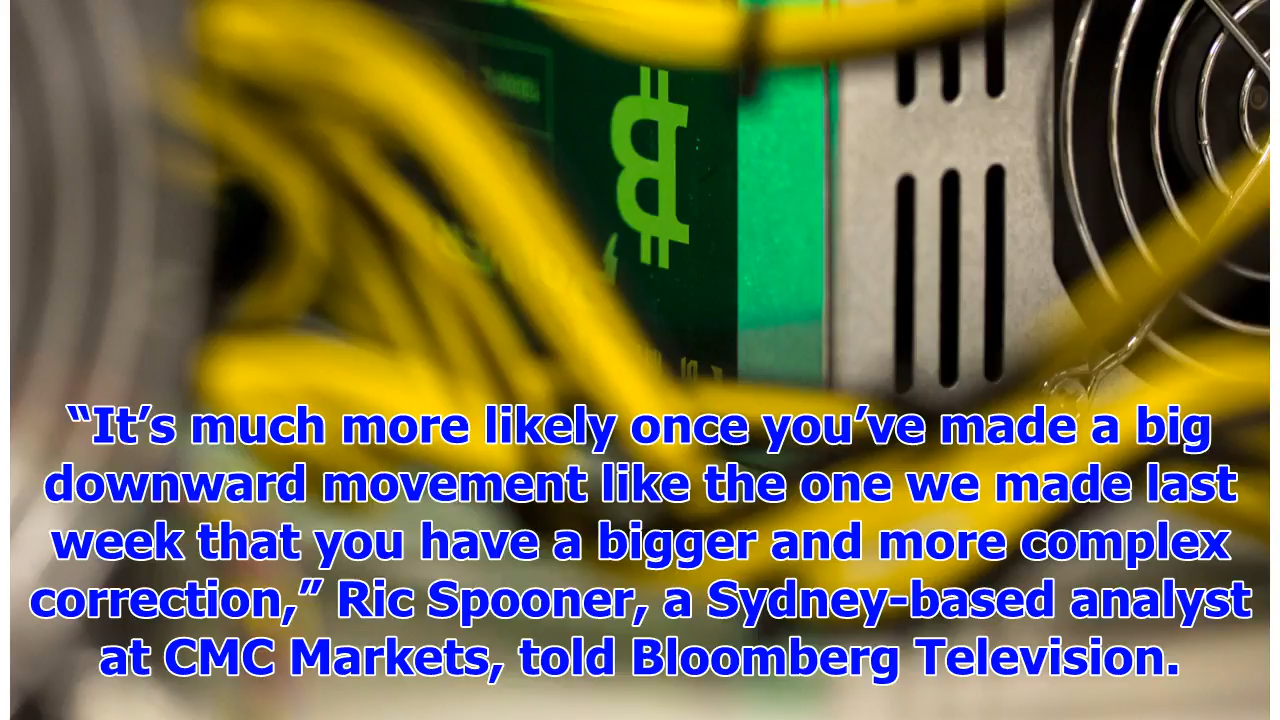 “It’s much more likely once you’ve made a big
downward movement like the one we made last
week that you have a bigger and more complex
correction,” Ric Spooner, a Sydney-based analyst
at CMC Markets, told Bloomberg Television.